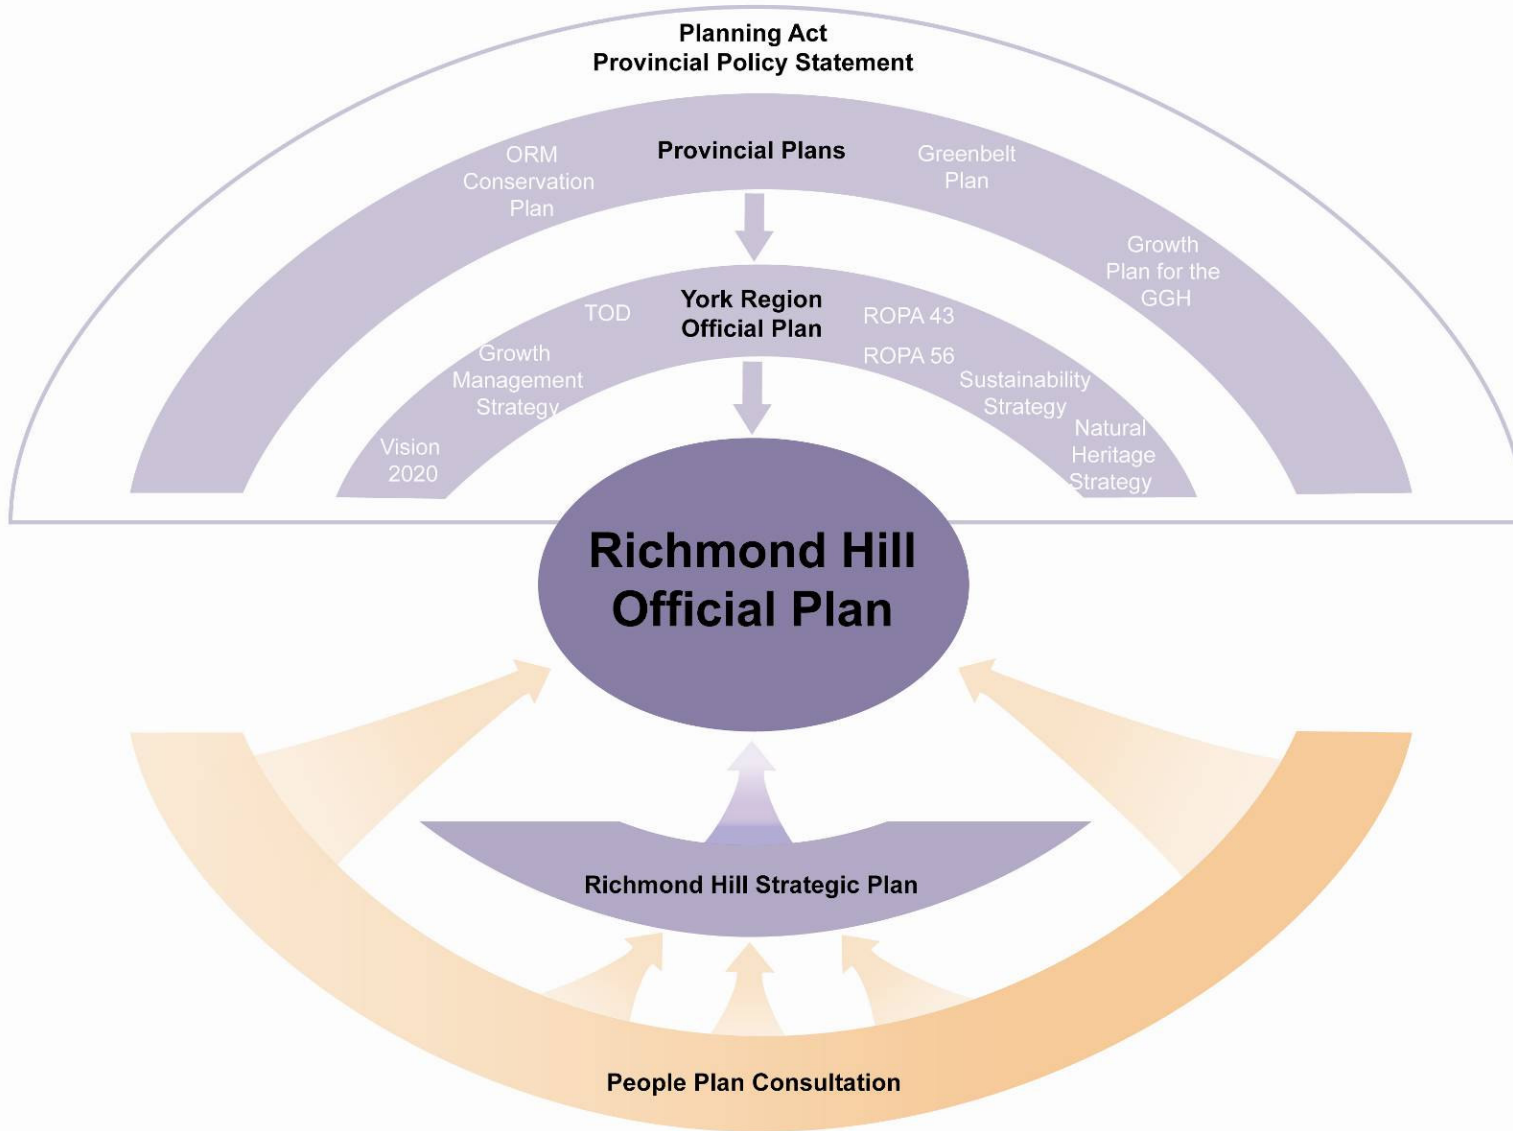 Planning Act
Provincial Policy Statement
Provincial Plans
ORM
Conservation
Plan
Greenbelt
Plan
Growth
Plan for the
GGH
York Region
Official Plan
TOD
Growth
Management
Strategy
Vision
2020
ROPA 43
ROPA 56
Sustainability
Strategy
Natural
Heritage
Strategy
Richmond Hill
Official Plan
Richmond Hill Strategic Plan
People Plan Consultation